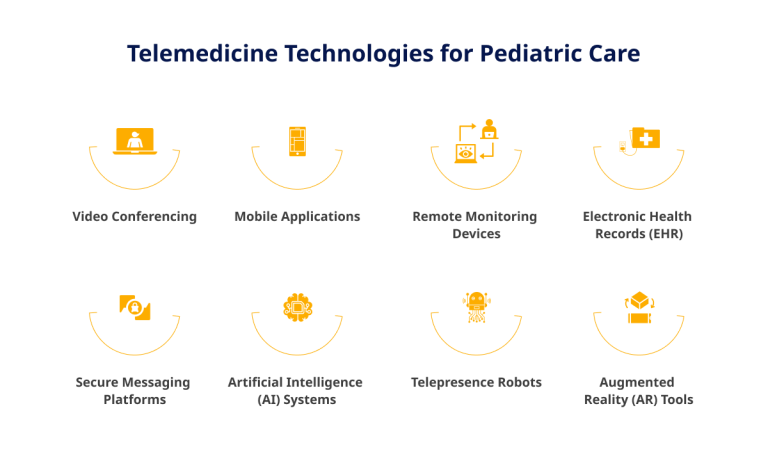 Telemedicine Technologies for Pediatric Care
Video Conferencing
Mobile Applications
Remote Monitoring
Devices
Electronic Health
Records (EHR)
Secure Messaging
Platforms
Artificial Intelligence
(AI) Systems
Telepresence Robots
Augmented
Reality (AR) Tools